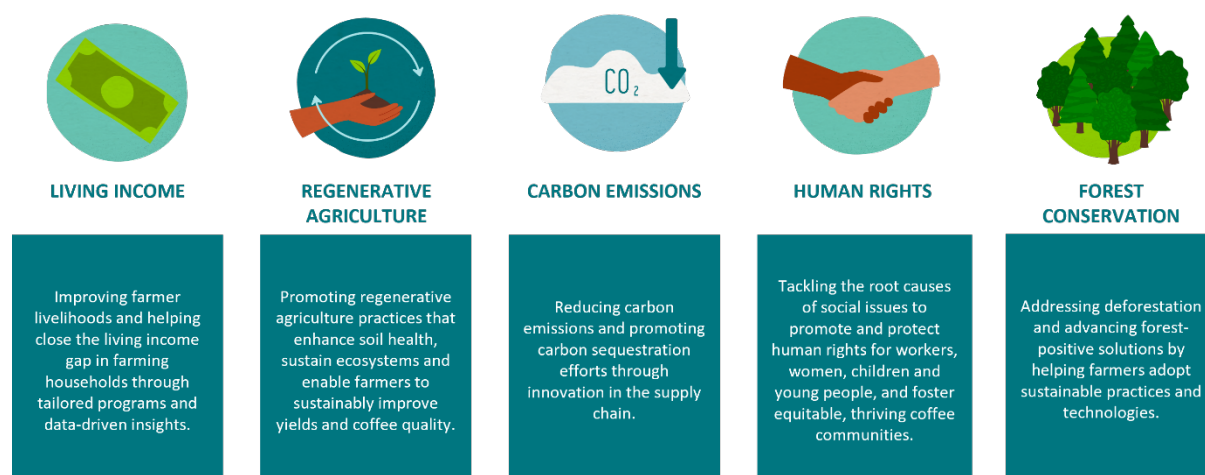 CO₂
LIVING INCOME
Improving farmer
livelihoods and helping
close the living income
gap in farming
households through
tailored programs and
data-driven insights.
REGENERATIVE
AGRICULTURE
Promoting regenerative
agriculture practices that
enhance soil health,
sustain ecosystems and
enable farmers to
sustainably improve
yields and coffee quality.
CARBON EMISSIONS
Reducing carbon
emissions and promoting
carbon sequestration
efforts through
innovation in the supply
chain.
HUMAN RIGHTS
Tackling the root causes
of social issues to
promote and protect
human rights for workers,
women, children and
young people, and foster
equitable, thriving coffee
communities.
FOREST
CONSERVATION
Addressing deforestation
and advancing forest-
positive solutions by
helping farmers adopt
sustainable practices and
technologies.